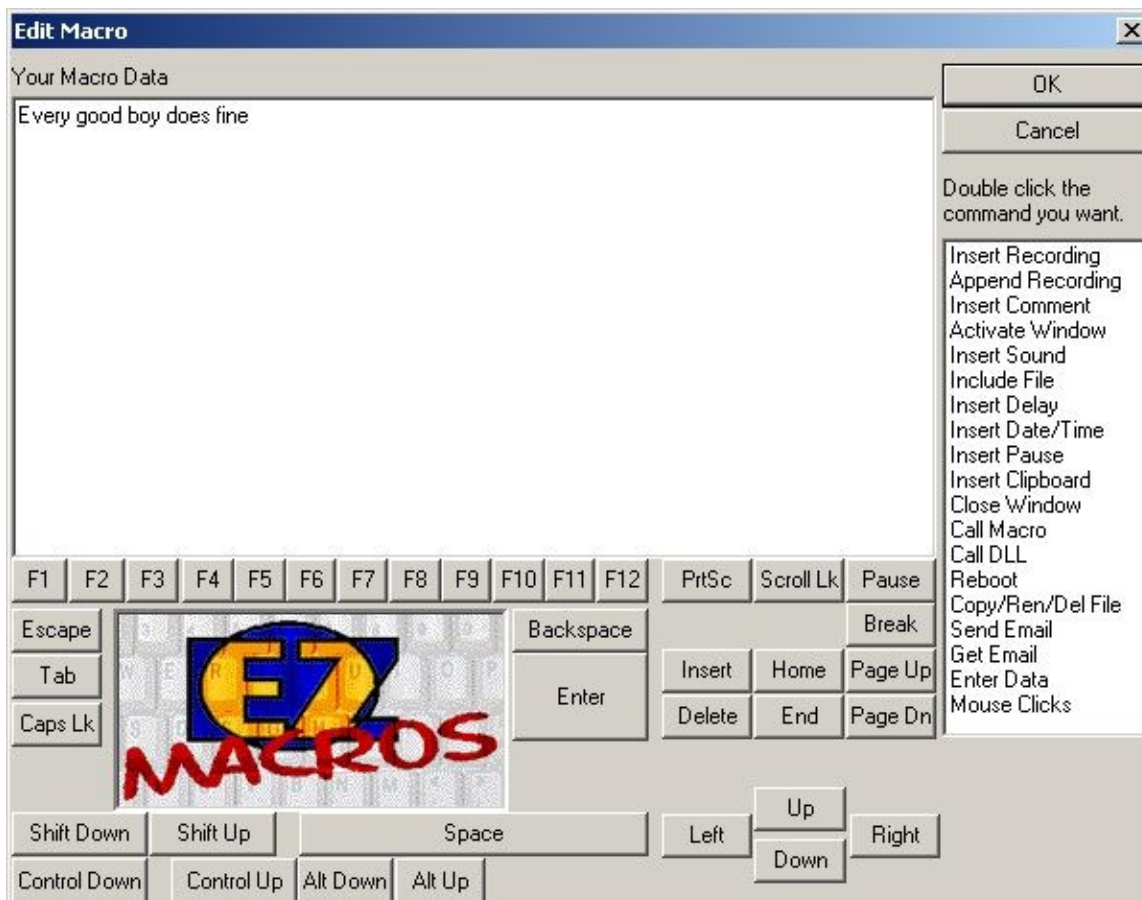 Edit Macro
Your Macro Data
Every good boy does fine
OK
Cancel
Double click the
command you want.
Insert Recording
Append Recording
Insert Comment
Activate Window
Insert Sound
Include File
Insert Delay
Insert Date/Time
Insert Pause
Insert Clipboard
Close Window
Call Macro
Call DLL
Reboot
Copy/Ren/Del File
Send Email
Get Email
Enter Data
Mouse Clicks
F1 F2 F3 F4 F5 F6 F7 F8 F9 F10 F11 F12 PrtSc Scroll Lk Pause
Escape Backspace Break
Tab Enter Insert Home Page Up
Caps Lk Delete End Page Dn
EZ
MACROS
Shift Down Shift Up Space Left Up Right
Down
Control Down Control Up Alt Down Alt Up